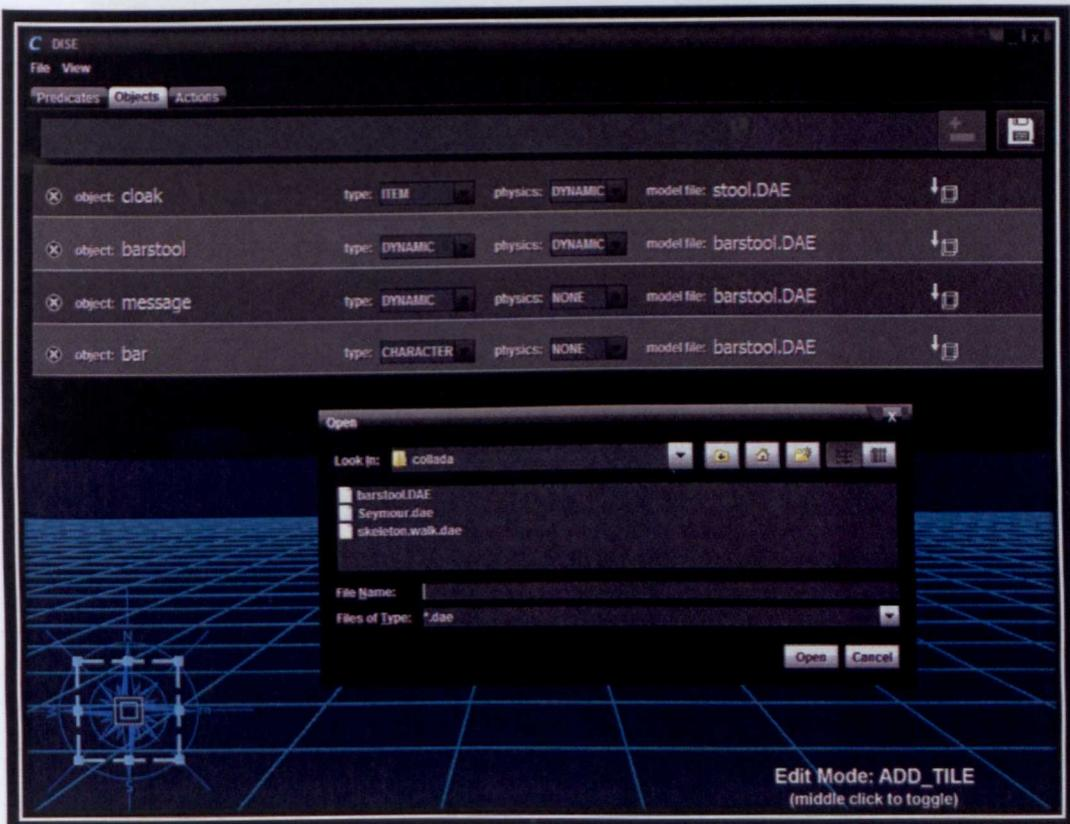 C DISE
File View
Predicates Objects Actions
object: cloak type: ITEM physics: DYNAMIC model file: stool.DAE
object: barstool type: DYNAMIC physics: DYNAMIC model file: barstool.DAE
object: message type: DYNAMIC physics: NONE model file: barstool.DAE
object: bar type: CHARACTER physics: NONE model file: barstool.DAE
Open X
Look In: collada
barstool.DAE
Seymour.dae
skeleton.walk.dae
File Name:
Files of Type: *.dae
Open Cancel
N
S
Edit Mode: ADD_TILE
(middle click to toggle)